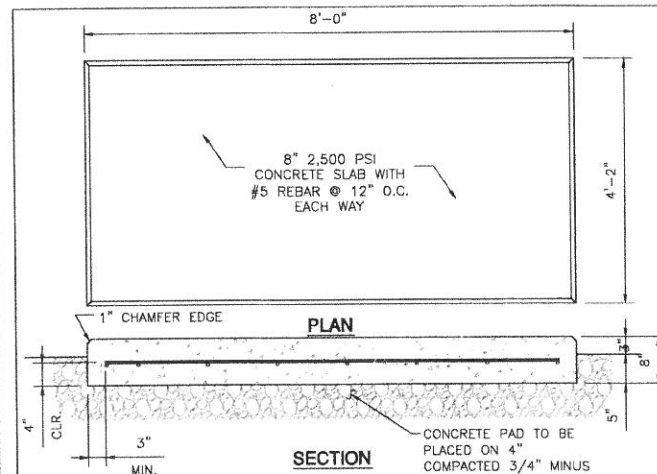 8'-0"
8" 2,500 PSI
CONCRETE SLAB WITH
#5 REBAR @ 12" O.C.
EACH WAY
4'-2"
1" CHAMFER EDGE
PLAN
3"
8"
5"
4"
CLR.
3"
MIN.
SECTION
CONCRETE PAD TO BE
PLACED ON 4"
COMPACTED 3/4" MINUS